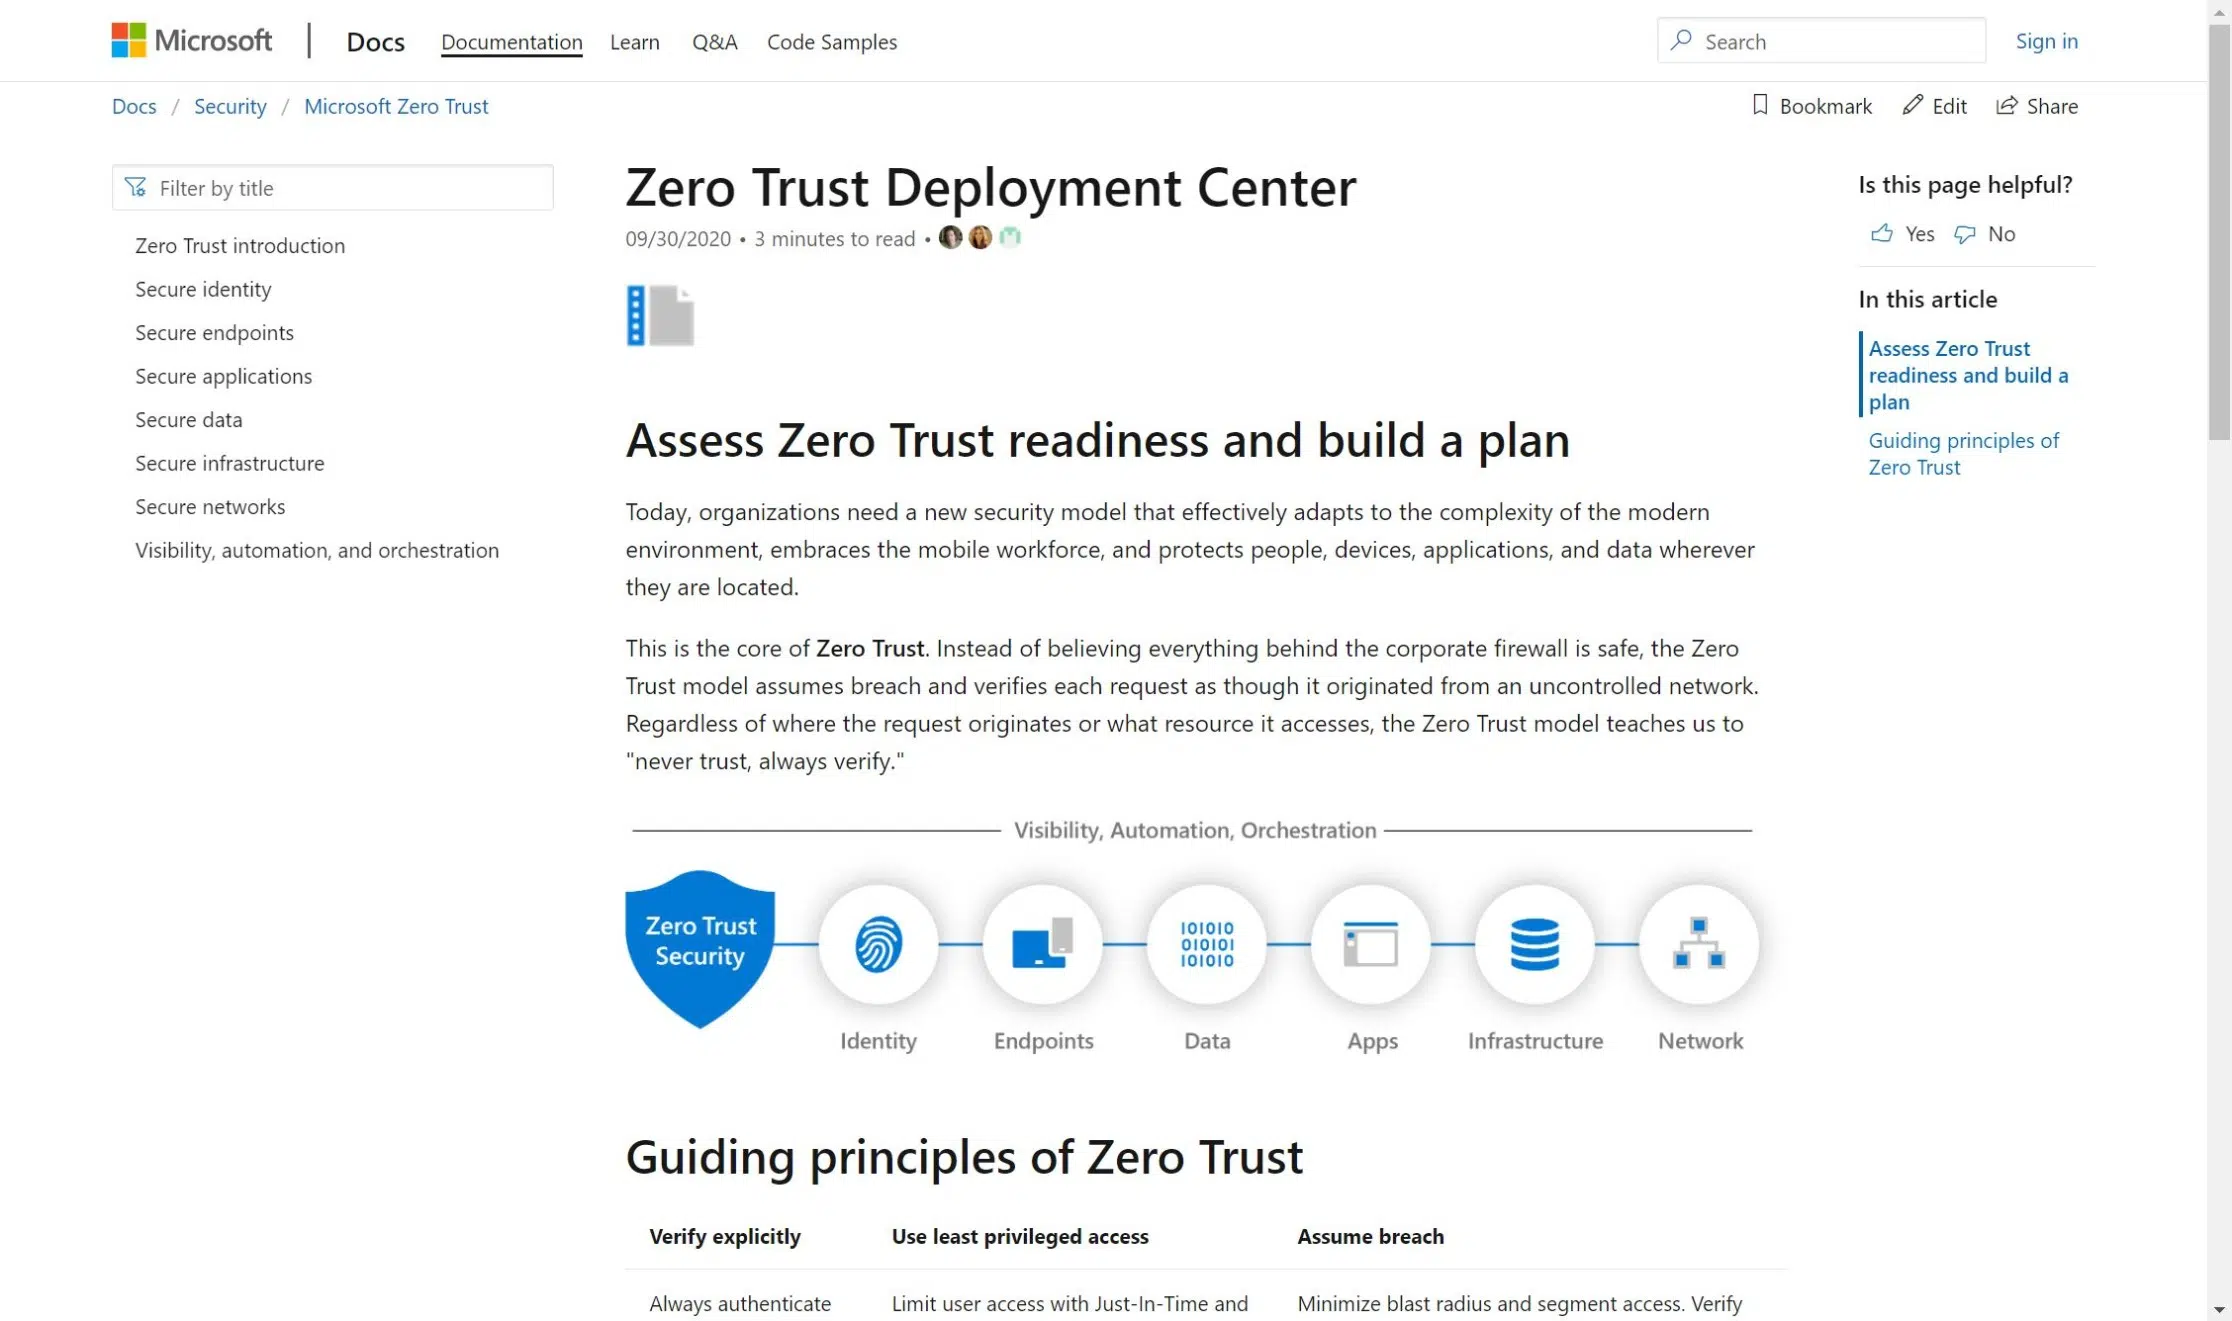 Microsoft | Docs Documentation Learn Q&A Code Samples Search Sign in
Docs / Security / Microsoft Zero Trust
Bookmark Edit Share
Filter by title
Zero Trust introduction
Secure identity
Secure endpoints
Secure applications
Secure data
Secure infrastructure
Secure networks
Visibility, automation, and orchestration
Zero Trust Deployment Center
09/30/2020 • 3 minutes to read •
Assess Zero Trust readiness and build a plan
Today, organizations need a new security model that effectively adapts to the complexity of the modern
environment, embraces the mobile workforce, and protects people, devices, applications, and data wherever
they are located.
This is the core of Zero Trust. Instead of believing everything behind the corporate firewall is safe, the Zero
Trust model assumes breach and verifies each request as though it originated from an uncontrolled network.
Regardless of where the request originates or what resource it accesses, the Zero Trust model teaches us to
"never trust, always verify."
Visibility, Automation, Orchestration
Zero Trust
Security
101010
010101
101010
Identity Endpoints Data Apps Infrastructure Network
Guiding principles of Zero Trust
Verify explicitly Use least privileged access Assume breach
Always authenticate Limit user access with Just-In-Time and Minimize blast radius and segment access. Verify
Is this page helpful?
Yes No
In this article
Assess Zero Trust
readiness and build a
plan
Guiding principles of
Zero Trust